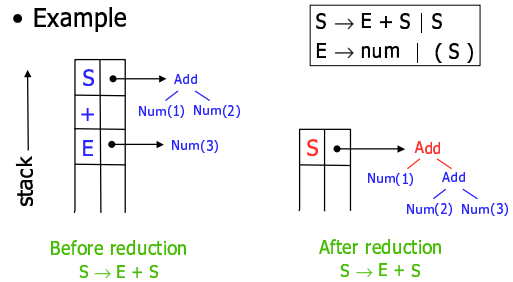 • Example
S → E + S | S
E → num | ( S )
stack
S
Add
Num(1) Num(2)
+
E
Num(3)
Before reduction
S → E + S
S
Add
Num(1)
Add
Num(2) Num(3)
After reduction
S → E + S